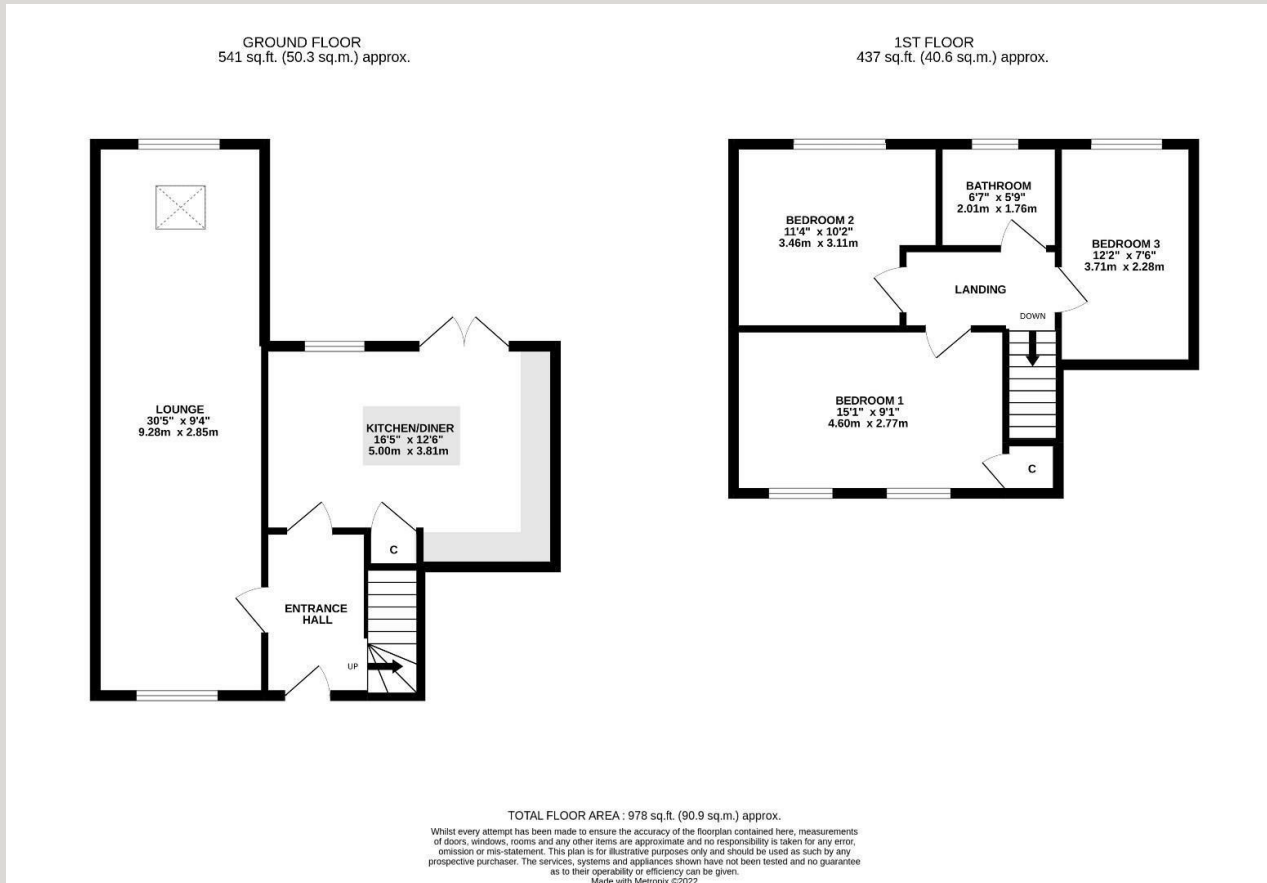 GROUND FLOOR
541 sq.ft. (50.3 sq.m.) approx.
1ST FLOOR
437 sq.ft. (40.6 sq.m.) approx.
LOUNGE
30'5" x 9'4"
9.28m x 2.85m
KITCHEN/DINER
16'5" x 12'6"
5.00m x 3.81m
C
ENTRANCE
HALL
UP
BEDROOM 2
11'4" x 10'2"
3.46m x 3.11m
BATHROOM
6'7" x 5'9"
2.01m x 1.76m
BEDROOM 3
12'2" x 7'6"
3.71m x 2.28m
LANDING
DOWN
BEDROOM 1
15'1" x 9'1"
4.60m x 2.77m
C
TOTAL FLOOR AREA : 978 sq.ft. (90.9 sq.m.) approx.
Whilst every attempt has been made to ensure the accuracy of the floorplan contained here, measurements
of doors, windows, rooms and any other items are approximate and no responsibility is taken for any error,
omission or mis-statement. This plan is for illustrative purposes only and should be used as such by any
prospective purchaser. The services, systems and appliances shown have not been tested and no guarantee
as to their operability or efficiency can be given.
Made with Metropix ©2022